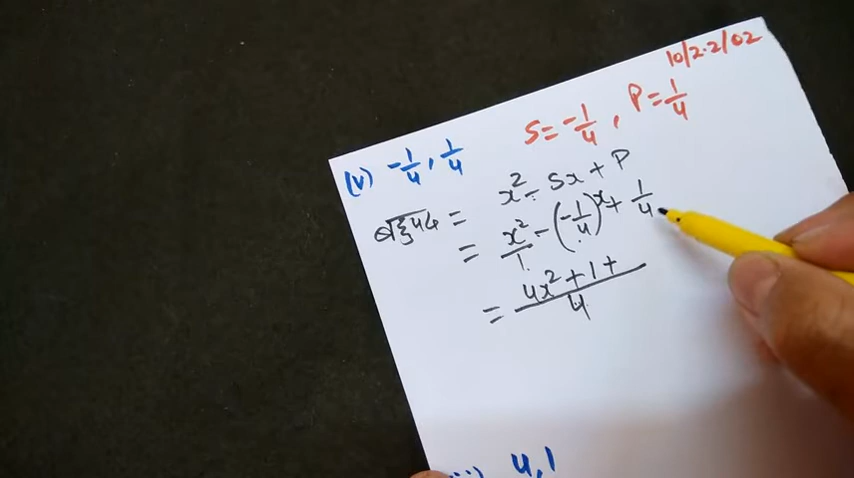 10/2.2/02
S = -1/4 , P = 1/4
(v) -1/4 , 1/4
x² - Sx + P
=
= x²/1 - (-1/4)x + 1/4
= 4x² + 1 + / 4
4,1